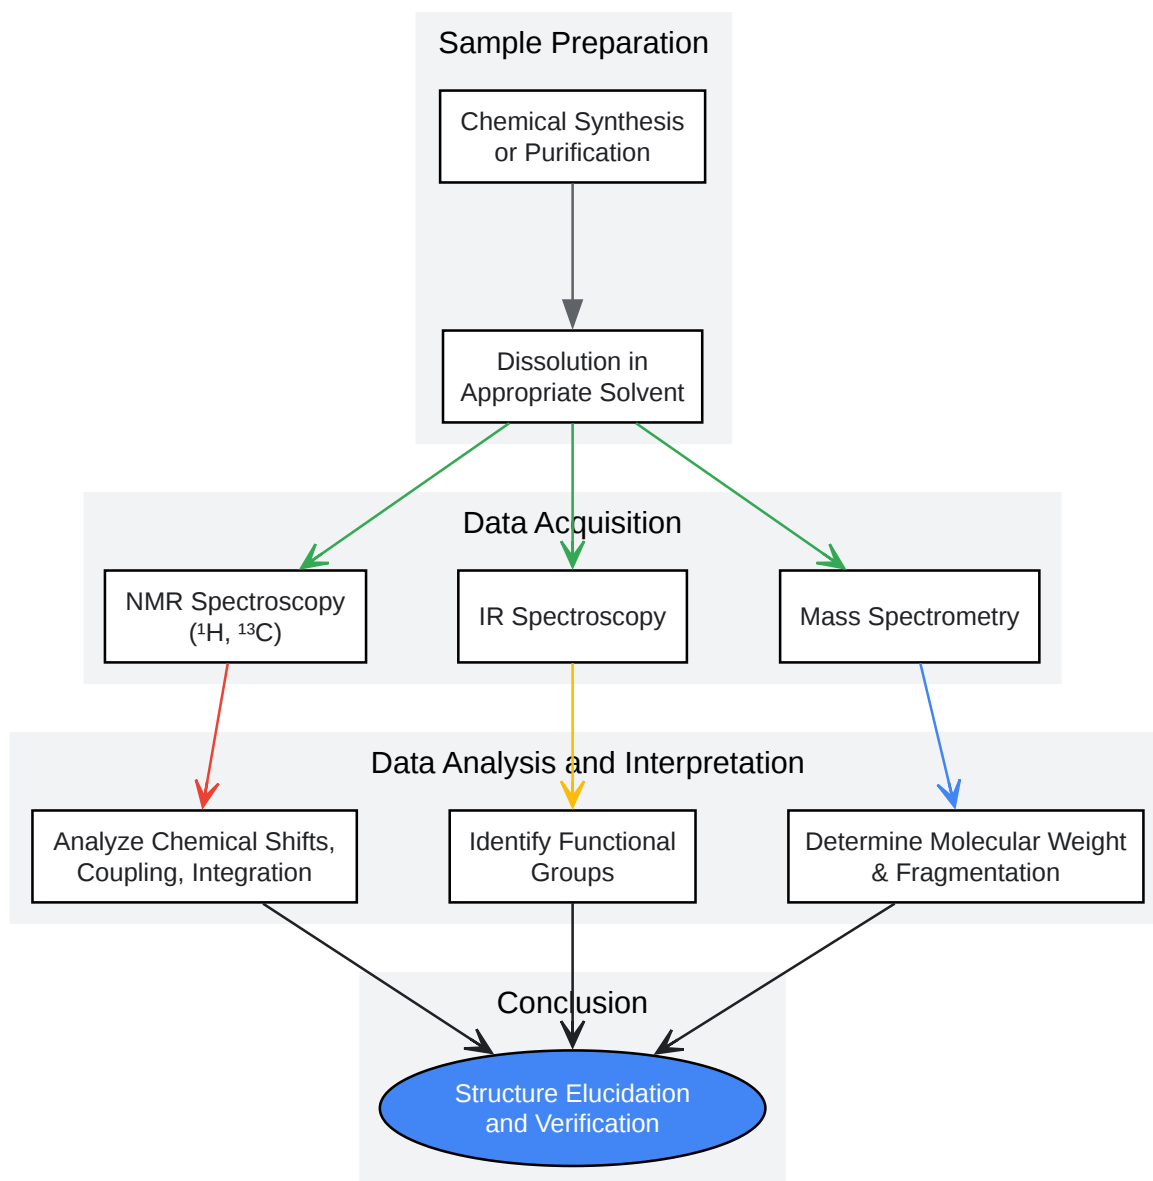 Sample Preparation
Chemical Synthesis
or Purification
Dissolution in
Appropriate Solvent
Data Acquisition
NMR Spectroscopy
(¹H, ¹³C)
IR Spectroscopy
Mass Spectrometry
Data Analysis and Interpretation
Analyze Chemical Shifts,
Coupling, Integration
Identify Functional
Groups
Determine Molecular Weight
& Fragmentation
Conclusion
Structure Elucidation
and Verification